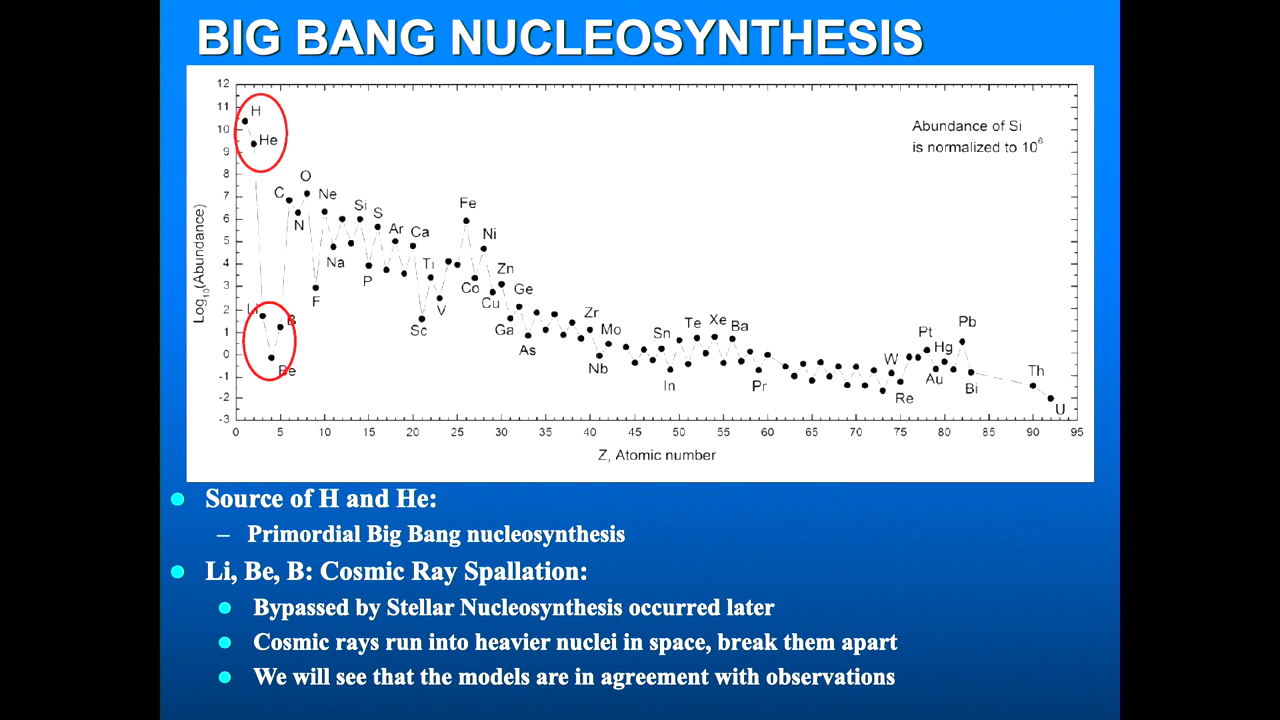 BIG BANG NUCLEOSYNTHESIS
12
11
10
9
8
7
6
5
4
3
2
1
0
-1
-2
-3
Log10(Abundance)
H
He
Li
Be
B
C
N
O
F
Ne
Na
Si
P
S
Ar
Ca
Sc
Ti
V
Fe
Co
Ni
Cu
Zn
Ga
Ge
As
Zr
Nb
Mo
Sn
In
Te
Xe
Ba
Pr
W
Re
Pt
Au
Hg
Pb
Bi
Th
U
Abundance of Si
is normalized to 10⁶
0 5 10 15 20 25 30 35 40 45 50 55 60 65 70 75 80 85 90 95
Z, Atomic number
Source of H and He:
– Primordial Big Bang nucleosynthesis
Li, Be, B: Cosmic Ray Spallation:
Bypassed by Stellar Nucleosynthesis occurred later
Cosmic rays run into heavier nuclei in space, break them apart
We will see that the models are in agreement with observations